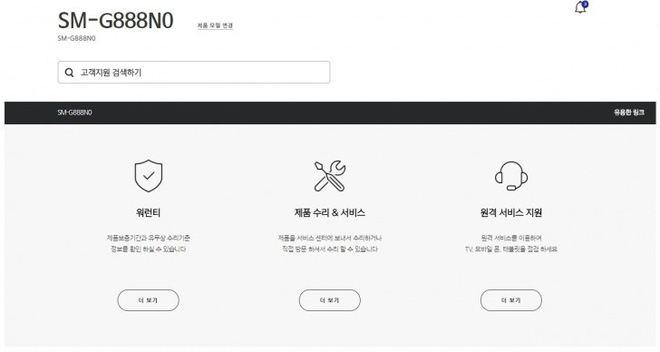 SM-G888N0
제품 모델 변경
SM-G888N0
고객지원 검색하기
SM-G888N0
유용한 링크
워런티
제품 수리 & 서비스
원격 서비스 지원
제품보증기간과 유무상 수리기준
정보를 확인 하실 수 있습니다
제품을 서비스 센터에 보내서 수리하거나
직접 방문 하셔서 수리 할 수 있습니다
원격 서비스를 이용하여
TV, 모바일 폰, 태블릿을 점검 하세요
더 보기
더 보기
더 보기